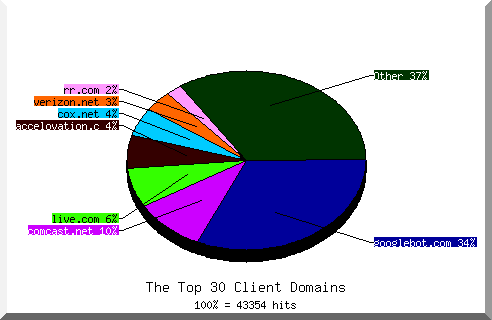 rr.com 2%
verizon.net 3%
cox.net 4%
accelovation.c 4%
live.com 6%
comcast.net 10%
Other 37%
googlebot.com 34%
The Top 30 Client Domains
100% = 43354 hits